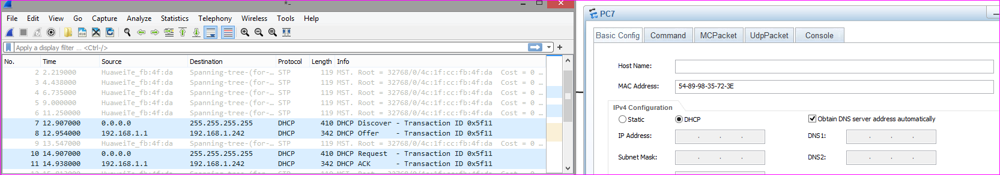 *-
File Edit View Go Capture Analyze Statistics Telephony Wireless Tools Help
Apply a display filter ... <Ctrl-/>
No. Time Source Destination Protocol Length Info
2 2.219000 HuaweiTe_fb:4f:da Spanning-tree-(for-… STP 119 MST. Root = 32768/0/4c:1f:cc:fb:4f:da Cost = 0 …
3 4.438000 HuaweiTe_fb:4f:da Spanning-tree-(for-… STP 119 MST. Root = 32768/0/4c:1f:cc:fb:4f:da Cost = 0 …
4 6.735000 HuaweiTe_fb:4f:da Spanning-tree-(for-… STP 119 MST. Root = 32768/0/4c:1f:cc:fb:4f:da Cost = 0 …
5 9.000000 HuaweiTe_fb:4f:da Spanning-tree-(for-… STP 119 MST. Root = 32768/0/4c:1f:cc:fb:4f:da Cost = 0 …
6 11.250000 HuaweiTe_fb:4f:da Spanning-tree-(for-… STP 119 MST. Root = 32768/0/4c:1f:cc:fb:4f:da Cost = 0 …
7 12.907000 0.0.0.0 255.255.255.255 DHCP 410 DHCP Discover - Transaction ID 0x5f11
8 12.954000 192.168.1.1 192.168.1.242 DHCP 342 DHCP Offer - Transaction ID 0x5f11
9 13.547000 HuaweiTe_fb:4f:da Spanning-tree-(for-… STP 119 MST. Root = 32768/0/4c:1f:cc:fb:4f:da Cost = 0 …
10 14.907000 0.0.0.0 255.255.255.255 DHCP 410 DHCP Request - Transaction ID 0x5f11
11 14.938000 192.168.1.1 192.168.1.242 DHCP 342 DHCP ACK - Transaction ID 0x5f11
PC7
Basic Config Command MCPacket UdpPacket Console
Host Name:
MAC Address: 54-89-98-35-72-3E
IPv4 Configuration
Static DHCP Obtain DNS server address automatically
IP Address: . . . DNS1: . . .
Subnet Mask: . . . DNS2: . . .